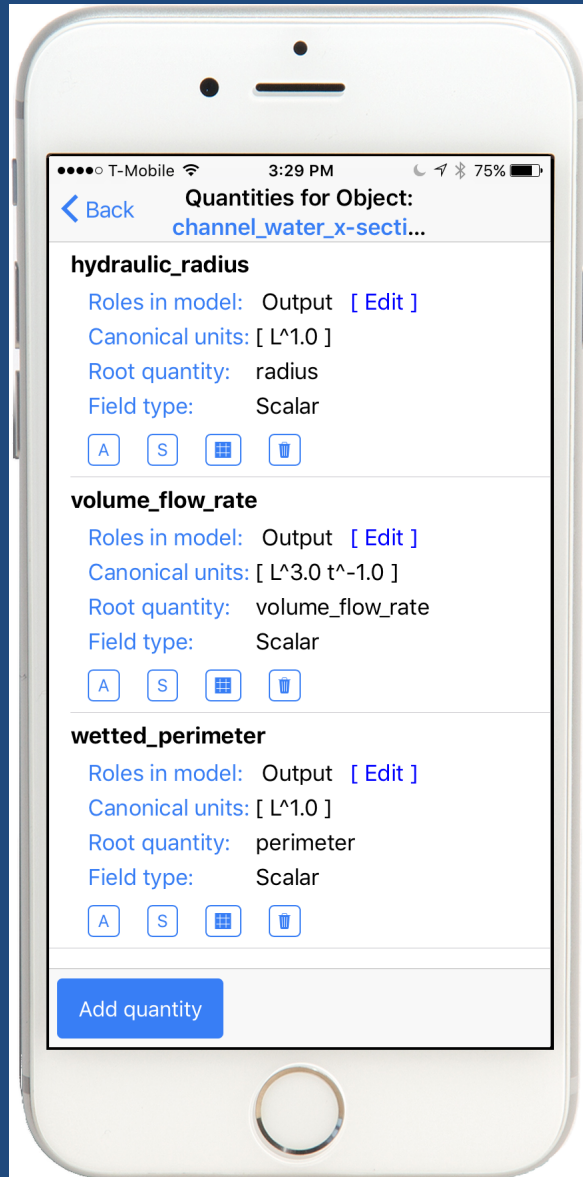 T-Mobile 3:29 PM 75%
Back Quantities for Object:
channel_water_x-secti...
hydraulic_radius
Roles in model: Output [ Edit ]
Canonical units: [ L^1.0 ]
Root quantity: radius
Field type: Scalar
A S
volume_flow_rate
Roles in model: Output [ Edit ]
Canonical units: [ L^3.0 t^-1.0 ]
Root quantity: volume_flow_rate
Field type: Scalar
A S
wetted_perimeter
Roles in model: Output [ Edit ]
Canonical units: [ L^1.0 ]
Root quantity: perimeter
Field type: Scalar
A S
Add quantity